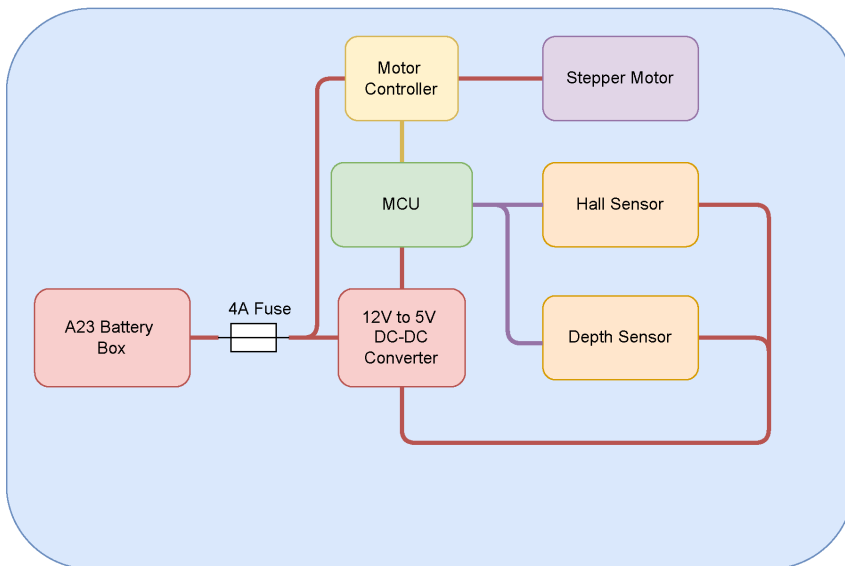 Motor
Controller
Stepper Motor
MCU
Hall Sensor
A23 Battery
Box
4A Fuse
12V to 5V
DC-DC
Converter
Depth Sensor